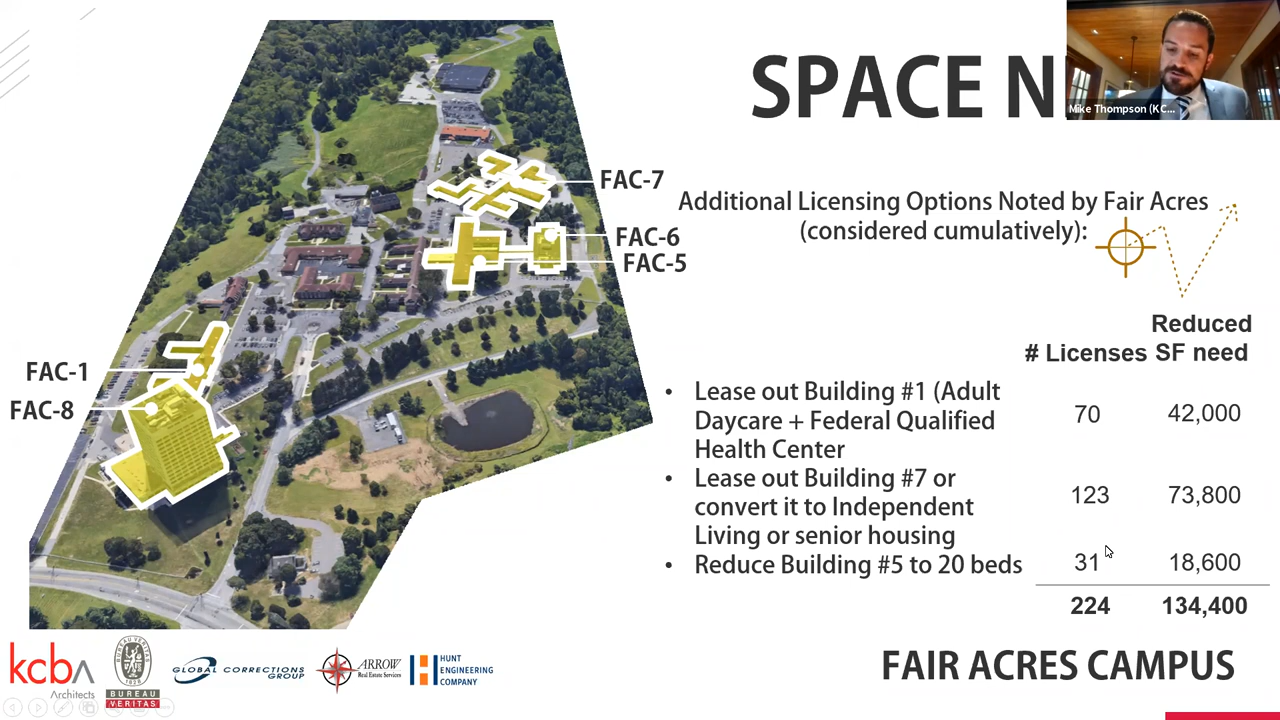 SPACE N
Mike Thompson (KC...
FAC-7
FAC-6
FAC-5
FAC-1
FAC-8
Additional Licensing Options Noted by Fair Acres
(considered cumulatively):
Reduced
# Licenses SF need
• Lease out Building #1 (Adult
Daycare + Federal Qualified
Health Center
70 42,000
• Lease out Building #7 or
convert it to Independent
Living or senior housing
123 73,800
• Reduce Building #5 to 20 beds
31 18,600
224 134,400
kcba
Architects
BUREAU VERITAS
1828
BUREAU
VERITAS
GLOBAL CORRECTIONS
GROUP
ARROW
Real Estate Services
HUNT
ENGINEERING
COMPANY
FAIR ACRES CAMPUS